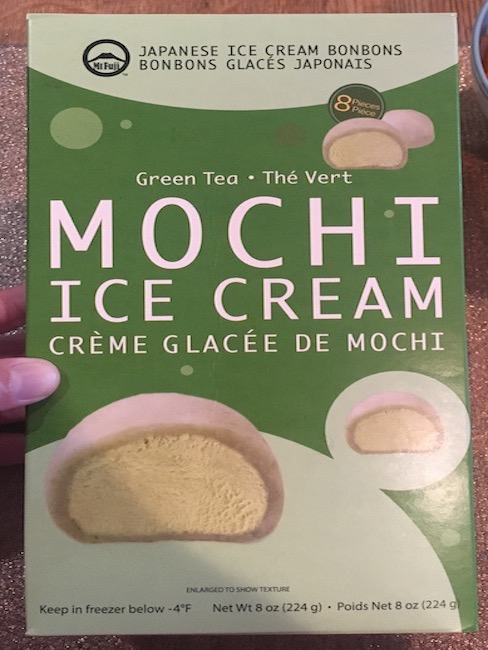 Mt Fuji
JAPANESE ICE CREAM BONBONS
BONBONS GLACÉS JAPONAIS
8 Pieces
Pièce
Green Tea • Thé Vert
MOCHI
ICE CREAM
CRÈME GLACÉE DE MOCHI
ENLARGED TO SHOW TEXTURE
Keep in freezer below -4°F Net Wt 8 oz (224 g) • Poids Net 8 oz (224 g)